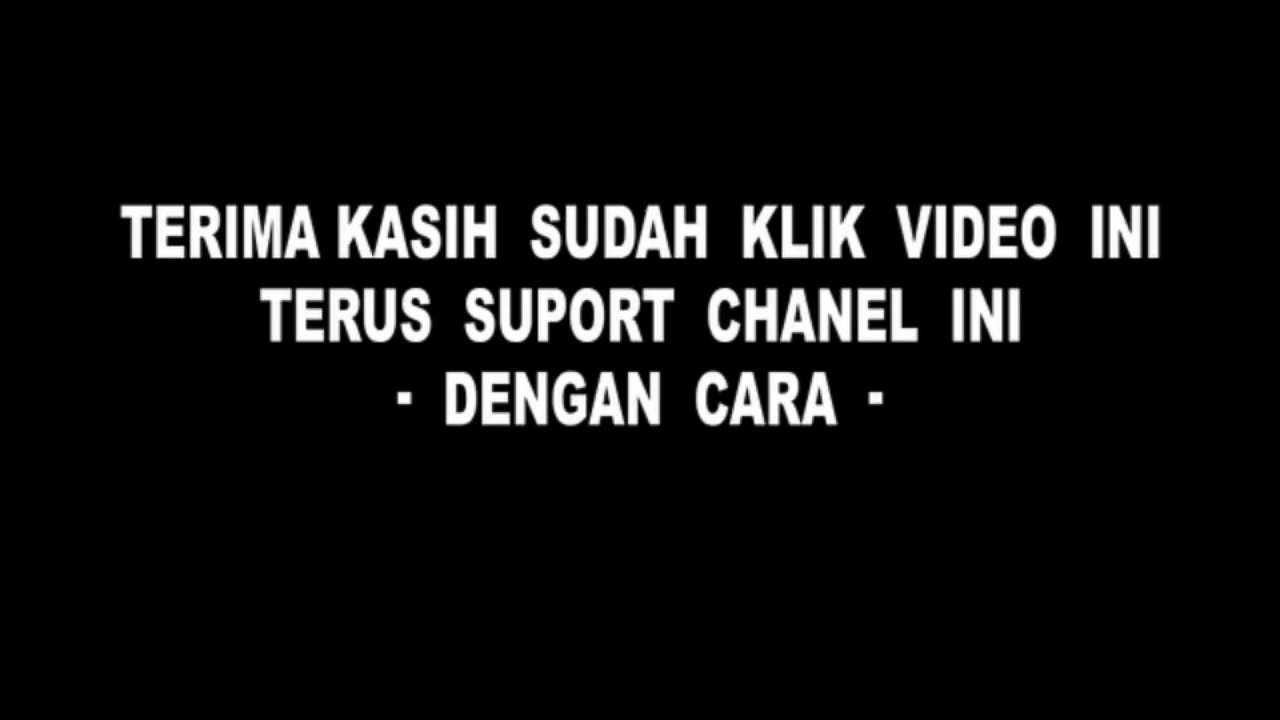 TERIMA KASIH SUDAH KLIK VIDEO INI
TERUS SUPORT CHANEL INI
- DENGAN CARA -